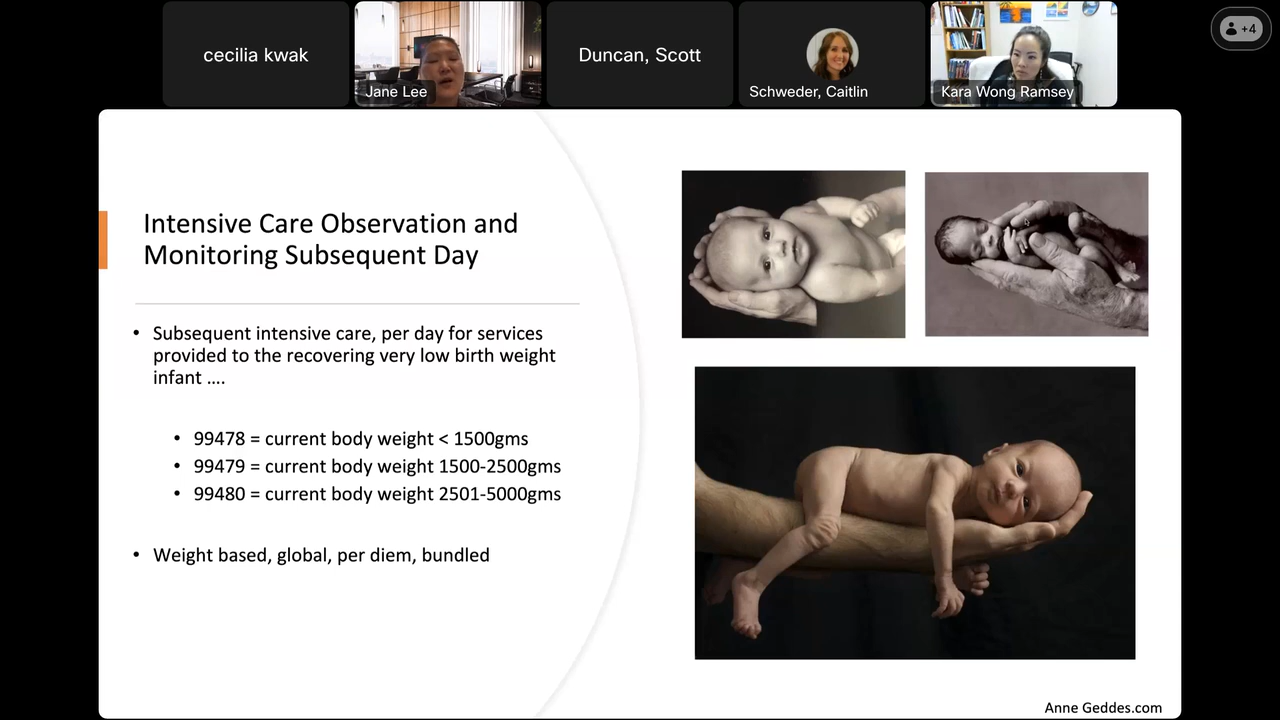 cecilia kwak
Jane Lee
Duncan, Scott
Schweder, Caitlin
Kara Wong Ramsey
+4
Intensive Care Observation and
Monitoring Subsequent Day
• Subsequent intensive care, per day for services
provided to the recovering very low birth weight
infant ....
• 99478 = current body weight < 1500gms
• 99479 = current body weight 1500-2500gms
• 99480 = current body weight 2501-5000gms
• Weight based, global, per diem, bundled
Anne Geddes.com